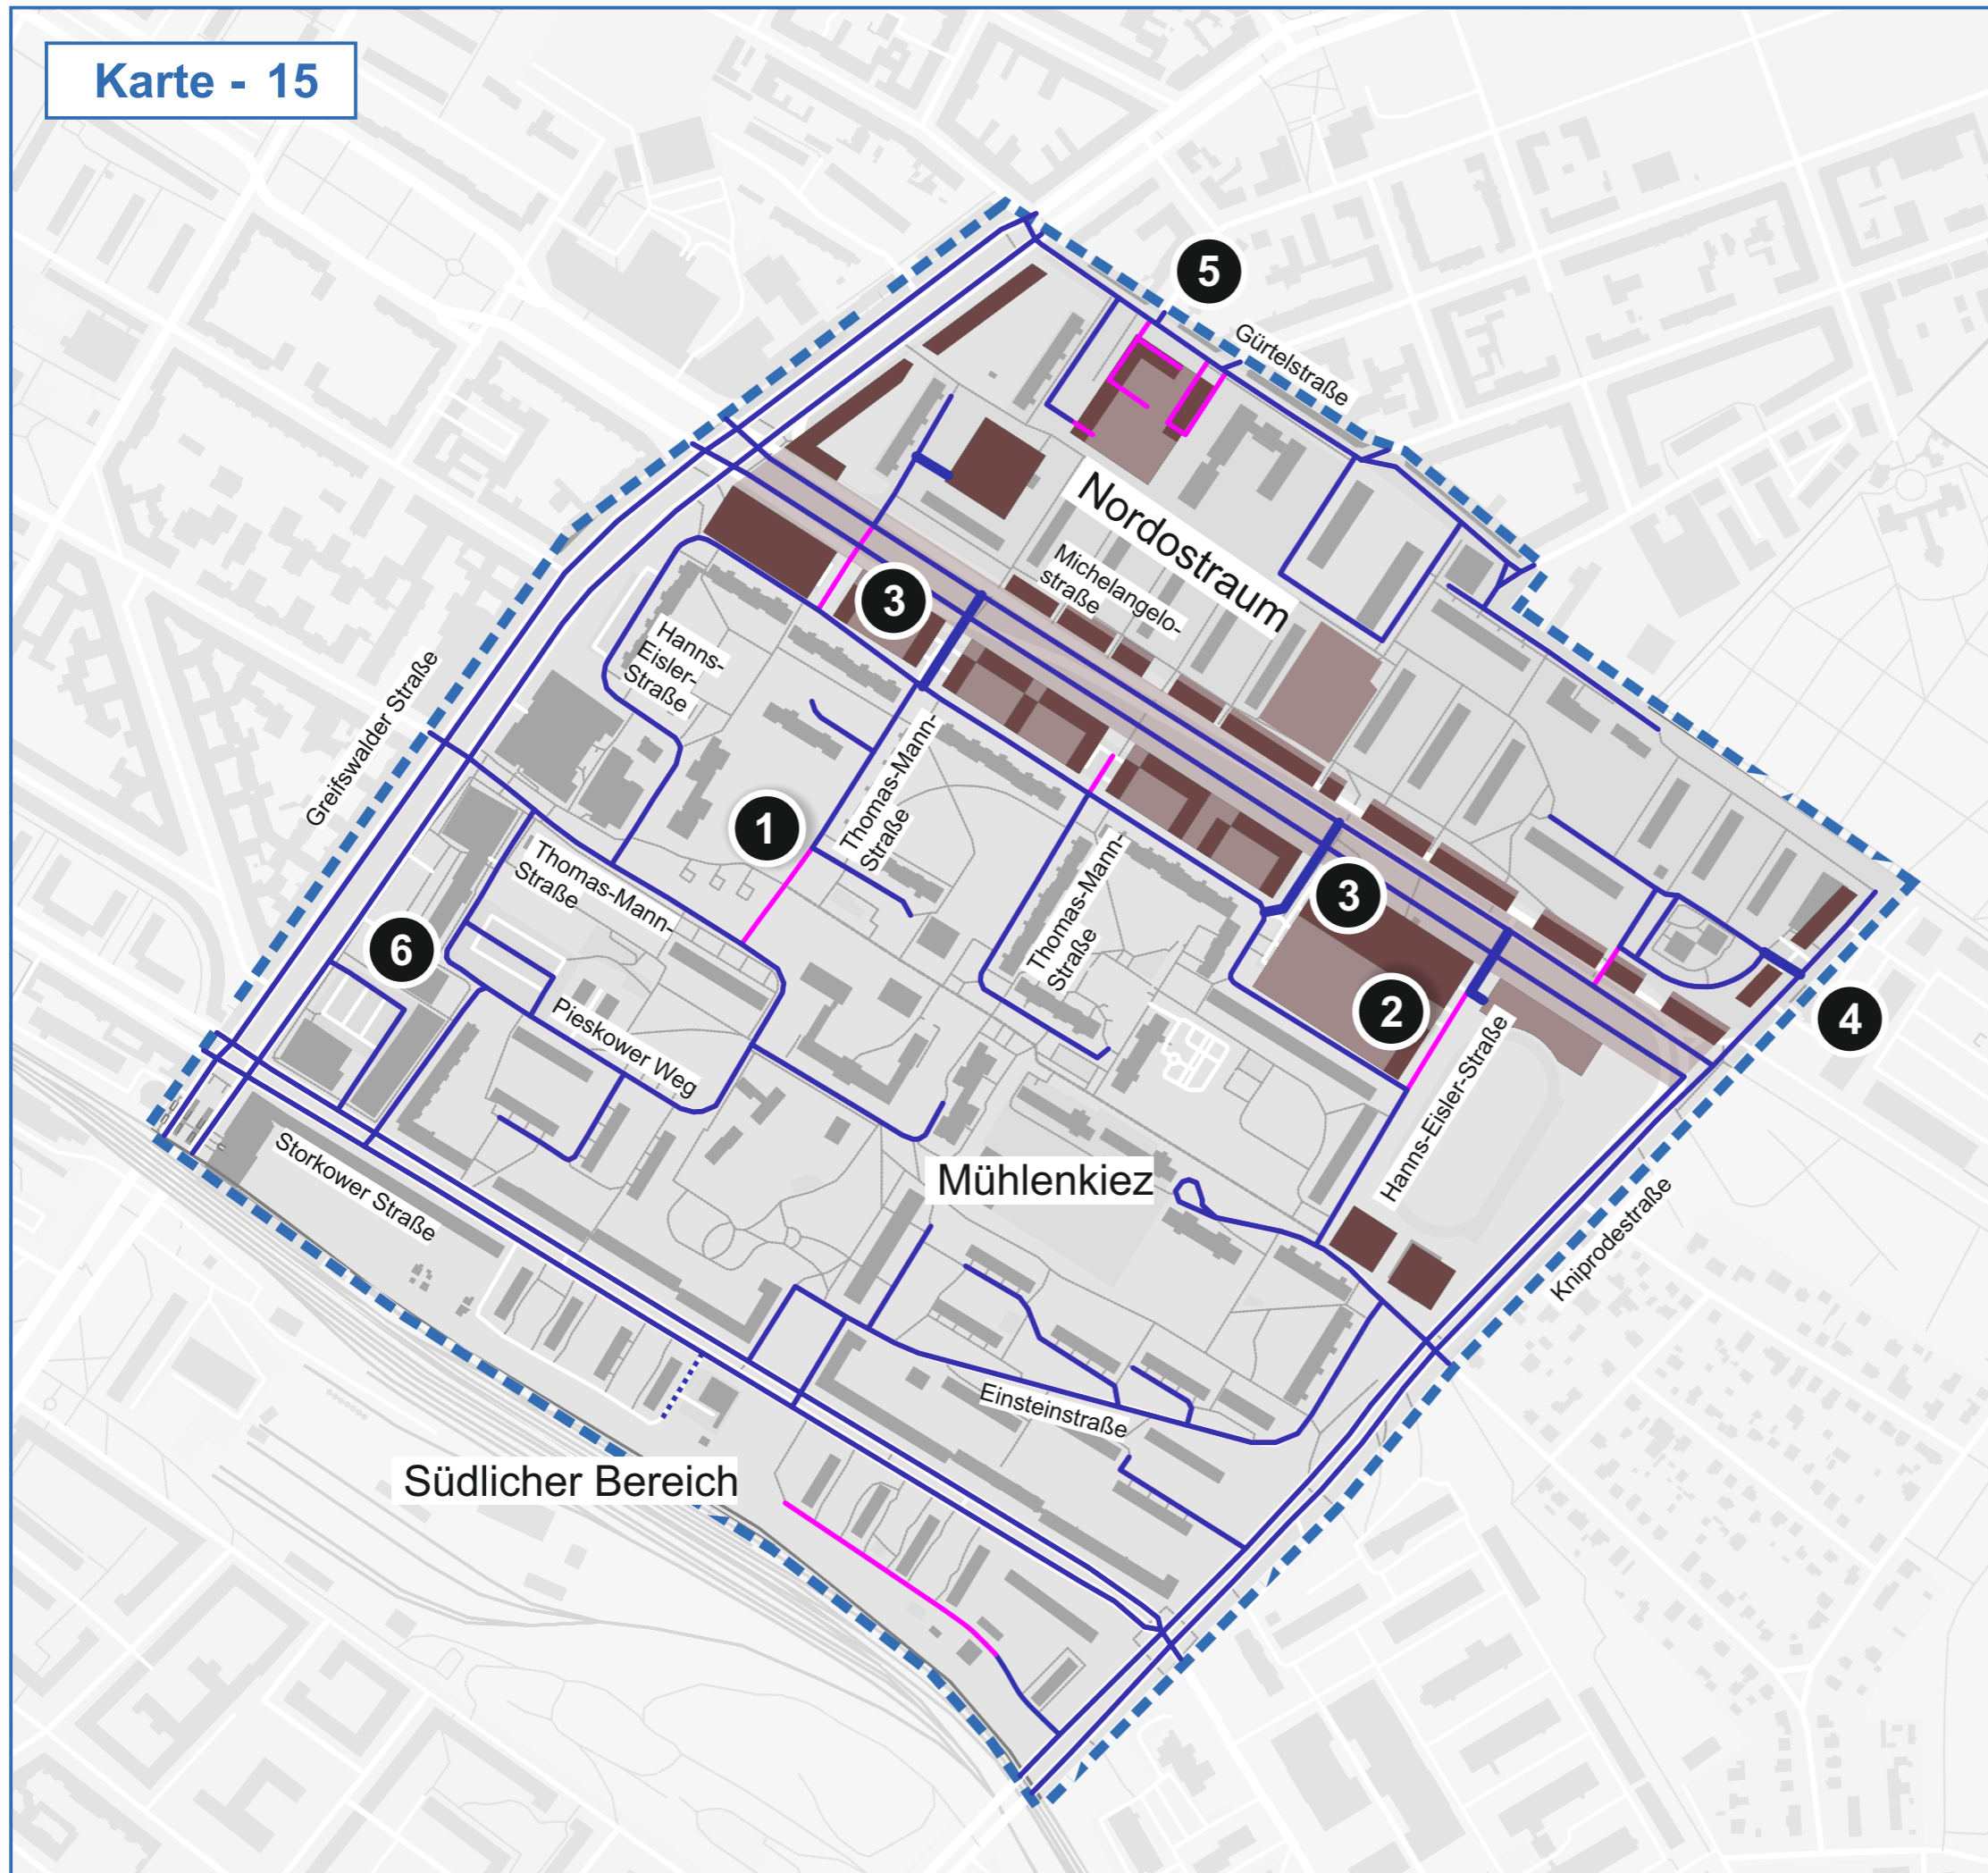 Karte - 15
5
Gürtelstraße
Nordostraum
Michelangelo-
straße
3
Hanns-
Eisler-
Straße
Greifswalder Straße
Thomas-Mann-
Straße
1
Thomas-Mann-
Straße
Thomas-Mann-
Straße
3
2
4
6
Pieskower Weg
Hanns-Eisler-Straße
Storkower Straße
Mühlenkiez
Kniprodestraße
Einsteinstraße
Südlicher Bereich